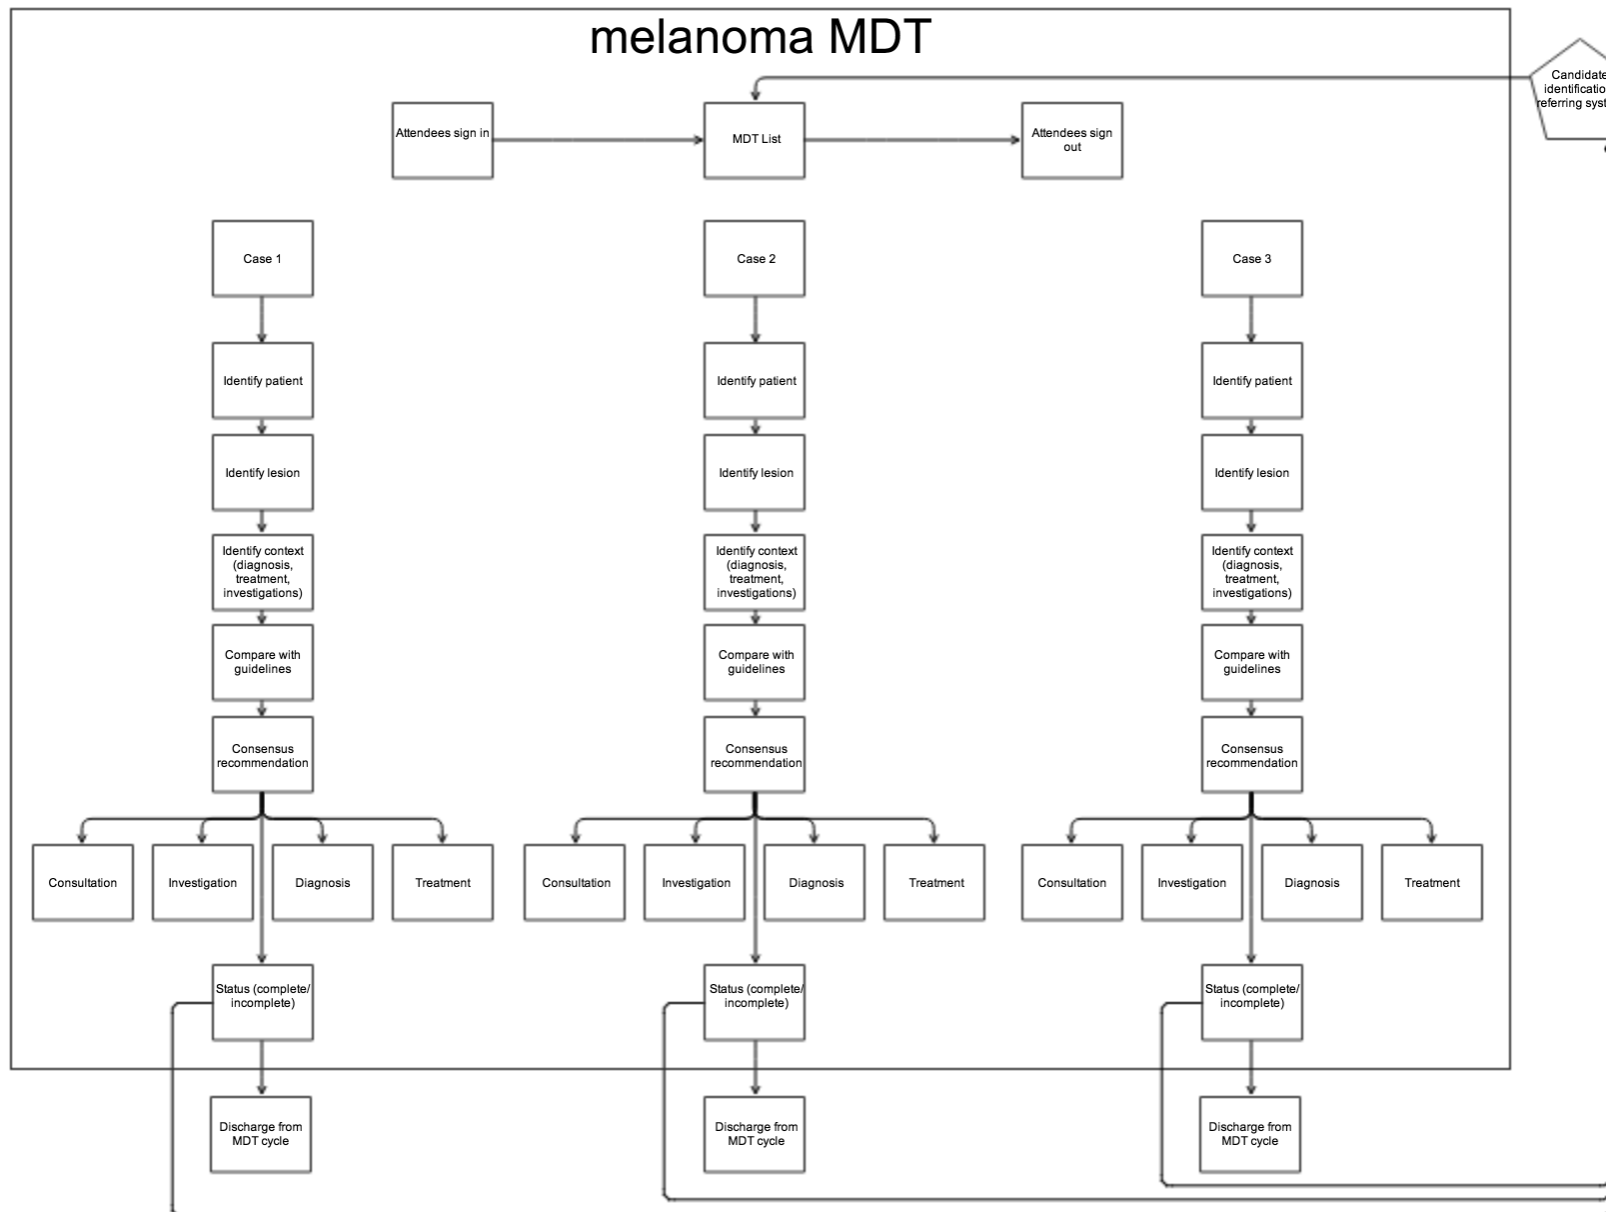 melanoma MDT
Candidate
identificatio
referring syst
Attendees sign in
MDT List
Attendees sign
out
Case 1
Case 2
Case 3
Identify patient
Identify patient
Identify patient
Identify lesion
Identify lesion
Identify lesion
Identify context
(diagnosis,
treatment,
investigations)
Identify context
(diagnosis,
treatment,
investigations)
Identify context
(diagnosis,
treatment,
investigations)
Compare with
guidelines
Compare with
guidelines
Compare with
guidelines
Consensus
recommendation
Consensus
recommendation
Consensus
recommendation
Consultation
Investigation
Diagnosis
Treatment
Consultation
Investigation
Diagnosis
Treatment
Consultation
Investigation
Diagnosis
Treatment
Status (complete/
incomplete)
Status (complete/
incomplete)
Status (complete/
incomplete)
Discharge from
MDT cycle
Discharge from
MDT cycle
Discharge from
MDT cycle